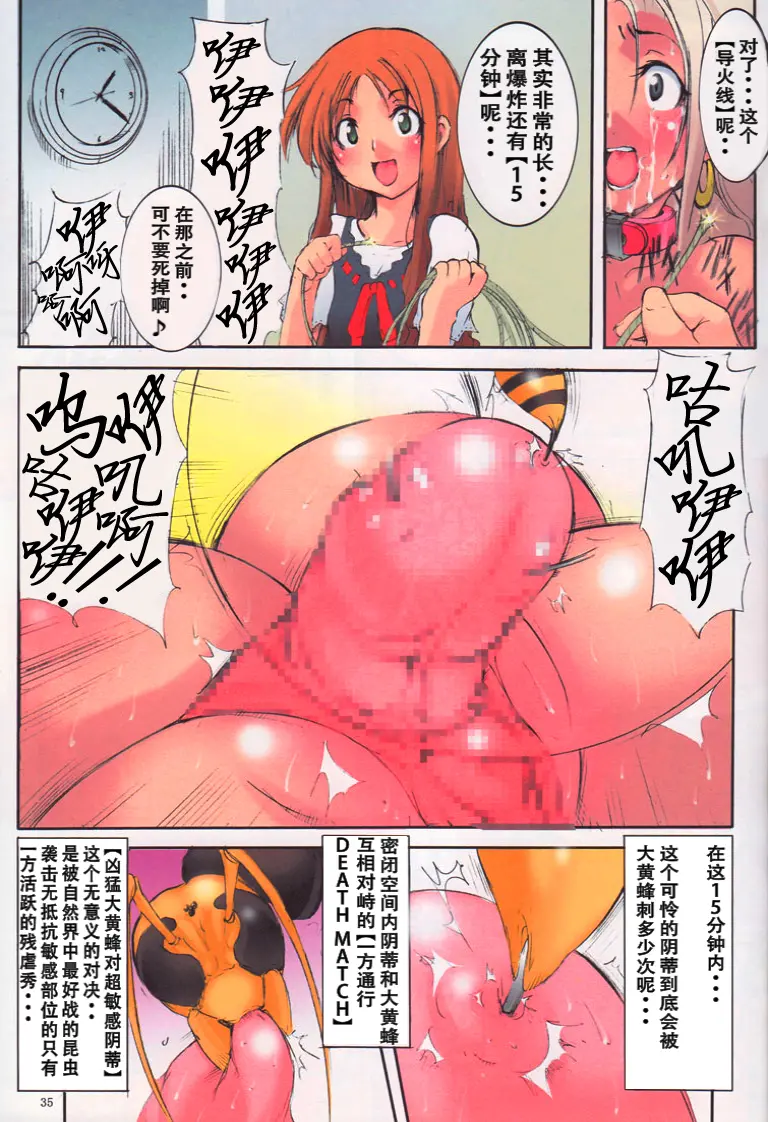 对了・・・这个
【导火线】呢・・・
其实非常的长・・・
离爆炸还有【15
分钟】呢・・・
咿咿咿咿咿咿
在那之前・・
可不要死掉啊♪
咕叽咿咿
在这15分钟内・・・
这个可怜的阴蒂到底会被
大黄蜂刺多少次呢・・・
密闭空间内阴蒂和大黄蜂
互相对峙的【一方通行
DEATH MATCH】
【凶猛大黄蜂对超敏感阴蒂】
这个无意义的对决・・
是被自然界中最好战的昆虫
袭击无抵抗敏感部位的只有
一方活跃的残虐秀・・・
35